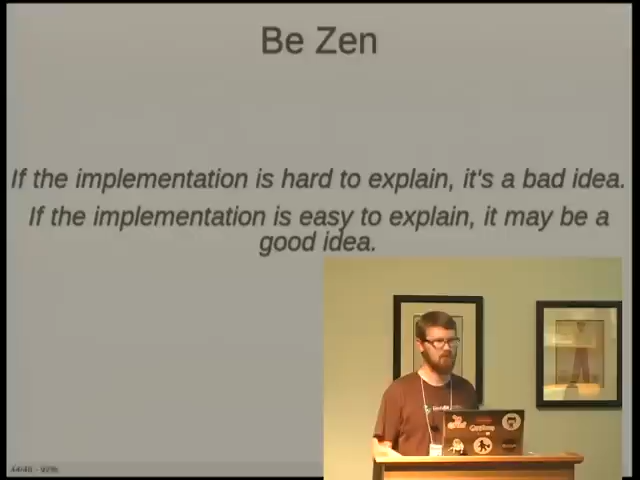 Be Zen
If the implementation is hard to explain, it's a bad idea.
If the implementation is easy to explain, it may be a
good idea.